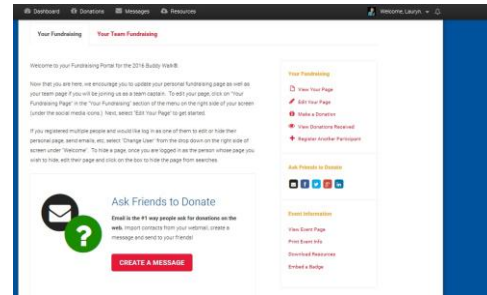 Dashboard Donations Messages Resources Welcome, Lauryn.
Your Fundraising Your Team Fundraising
Welcome to your Fundraising Portal for the 2016 Buddy Walk®.
Now that you are here, we encourage you to update your personal fundraising page as well as
your team page if you will be joining us as a team captain. To edit your page, click on "Your
Fundraising Page" in the "Your Fundraising" section of the menu on the right side of your screen
(under the social media icons.) Next, select "Edit Your Page" to get started.
If you registered multiple people and would like log in as one of them to edit or hide their
personal page, send emails, etc, select 'Change User' from the drop down on the right side of
screen under "Welcome". To hide a page, once you are logged in as the person whose page you
wish to hide, edit their page and click on the box to hide the page from searches.
Ask Friends to Donate
Email is the #1 way people ask for donations on the
web. Import contacts from your webmail, create a
message and send to your friends!
CREATE A MESSAGE
Your Fundraising
View Your Page
Edit Your Page
Make a Donation
View Donations Received
Register Another Participant
Ask Friends to Donate
Event Information
View Event Page
Print Event Info
Download Resources
Embed a Badge